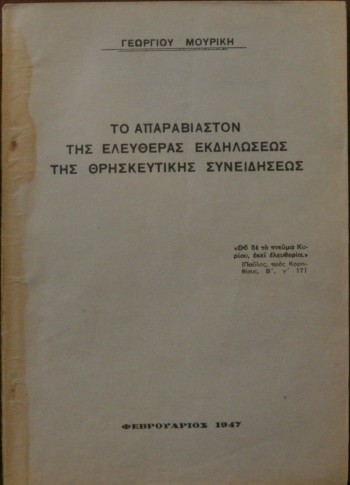 ΓΕΩΡΓΙΟΥ ΜΟΥΡΙΚΗ
ΤΟ ΑΠΑΡΑΒΙΑΣΤΟΝ
ΤΗΣ ΕΛΕΥΘΕΡΑΣ ΕΚΔΗΛΩΣΕΩΣ
ΤΗΣ ΘΡΗΣΚΕΥΤΙΚΗΣ ΣΥΝΕΙΔΗΣΕΩΣ
«Οὗ δὲ τὸ πνεῦμα Κυ-
ρίου, ἐκεῖ ἐλευθερία.»
(Παῦλος, πρὸς Κοριν-
θίους, Β΄, γ΄ 17)
ΦΕΒΡΟΥΑΡΙΟΣ 1947